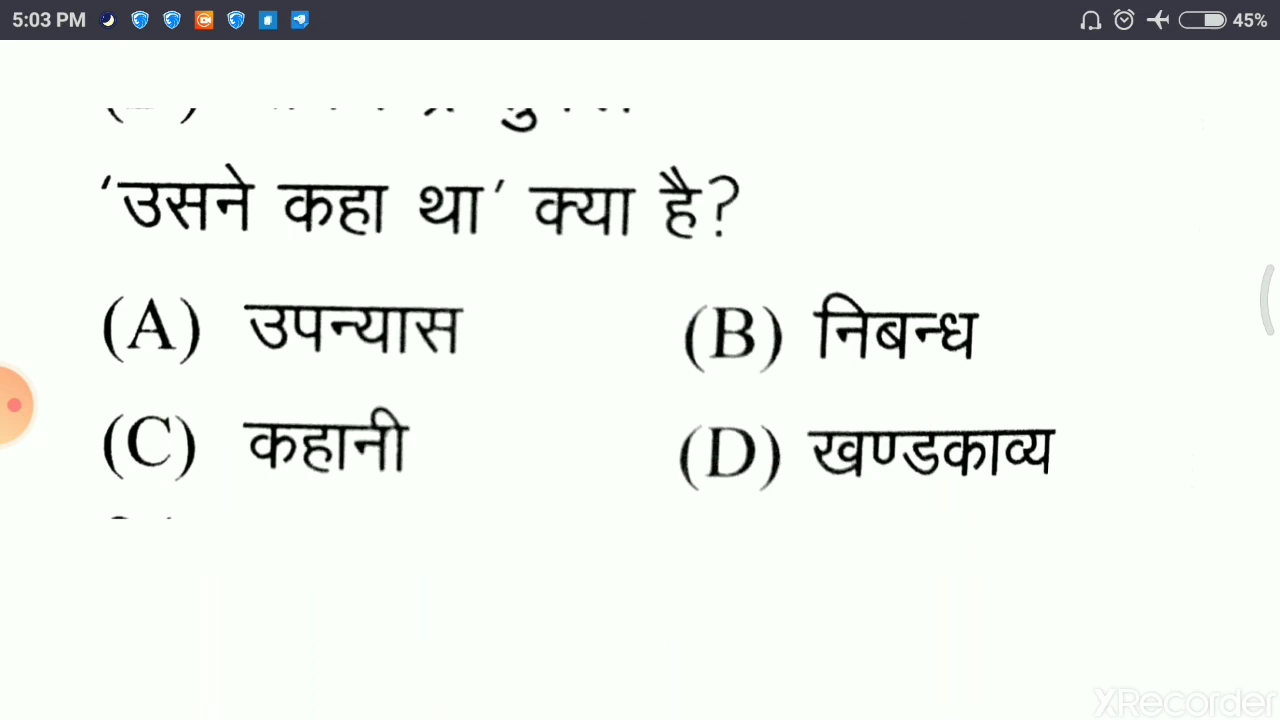 5:03 PM 45%
‘उसने कहा था’ क्या है?
(A) उपन्यास (B) निबन्ध
(C) कहानी (D) खण्डकाव्य
XRecorder